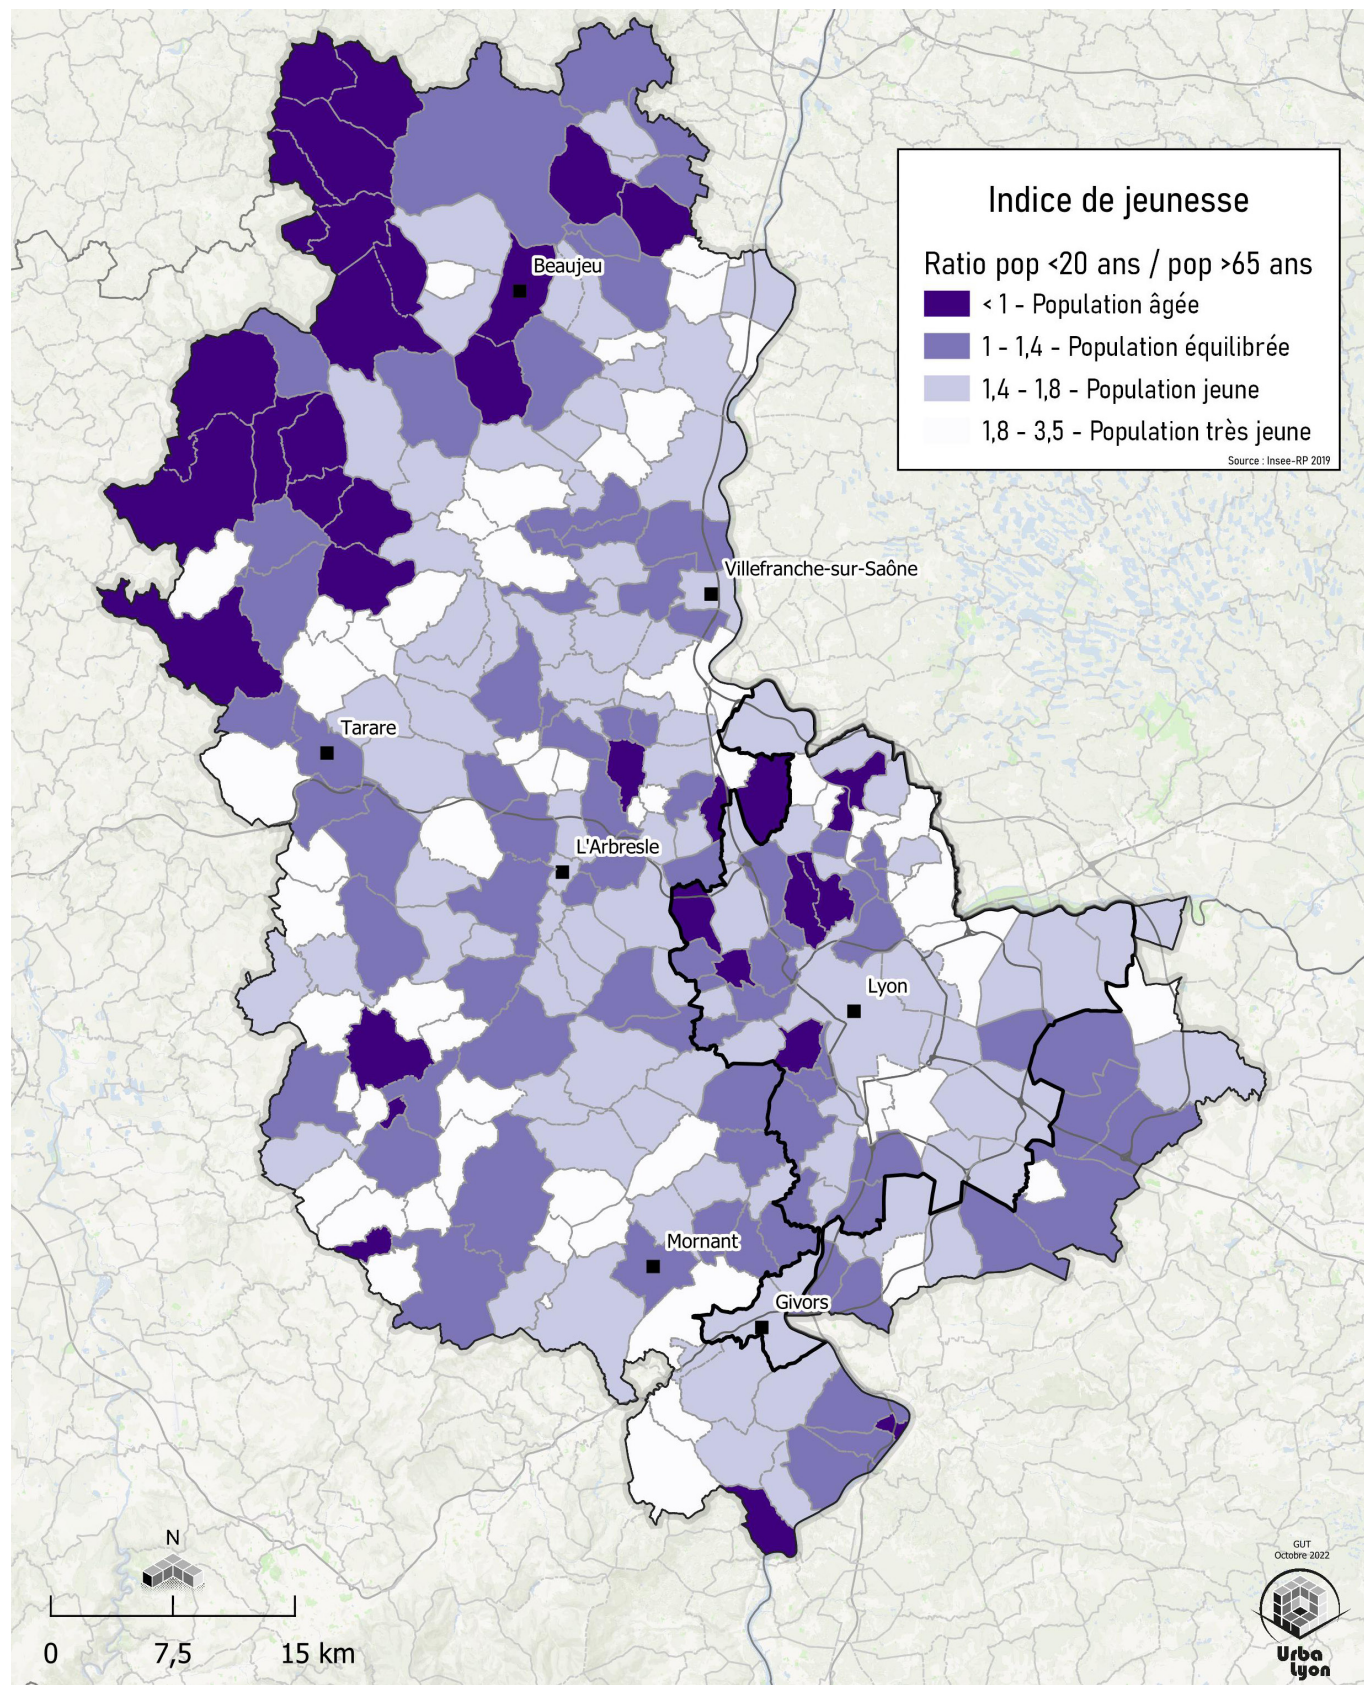 Indice de jeunesse
Ratio pop <20 ans / pop >65 ans
< 1 - Population âgée
1 - 1,4 - Population équilibrée
1,4 - 1,8 - Population jeune
1,8 - 3,5 - Population très jeune
Source : Insee-RP 2019
Beaujeu
Villefranche-sur-Saône
Tarare
L'Arbresle
Lyon
Mornant
Givors
N
0 7,5 15 km
GUT
Octobre 2022
Urba
Lyon